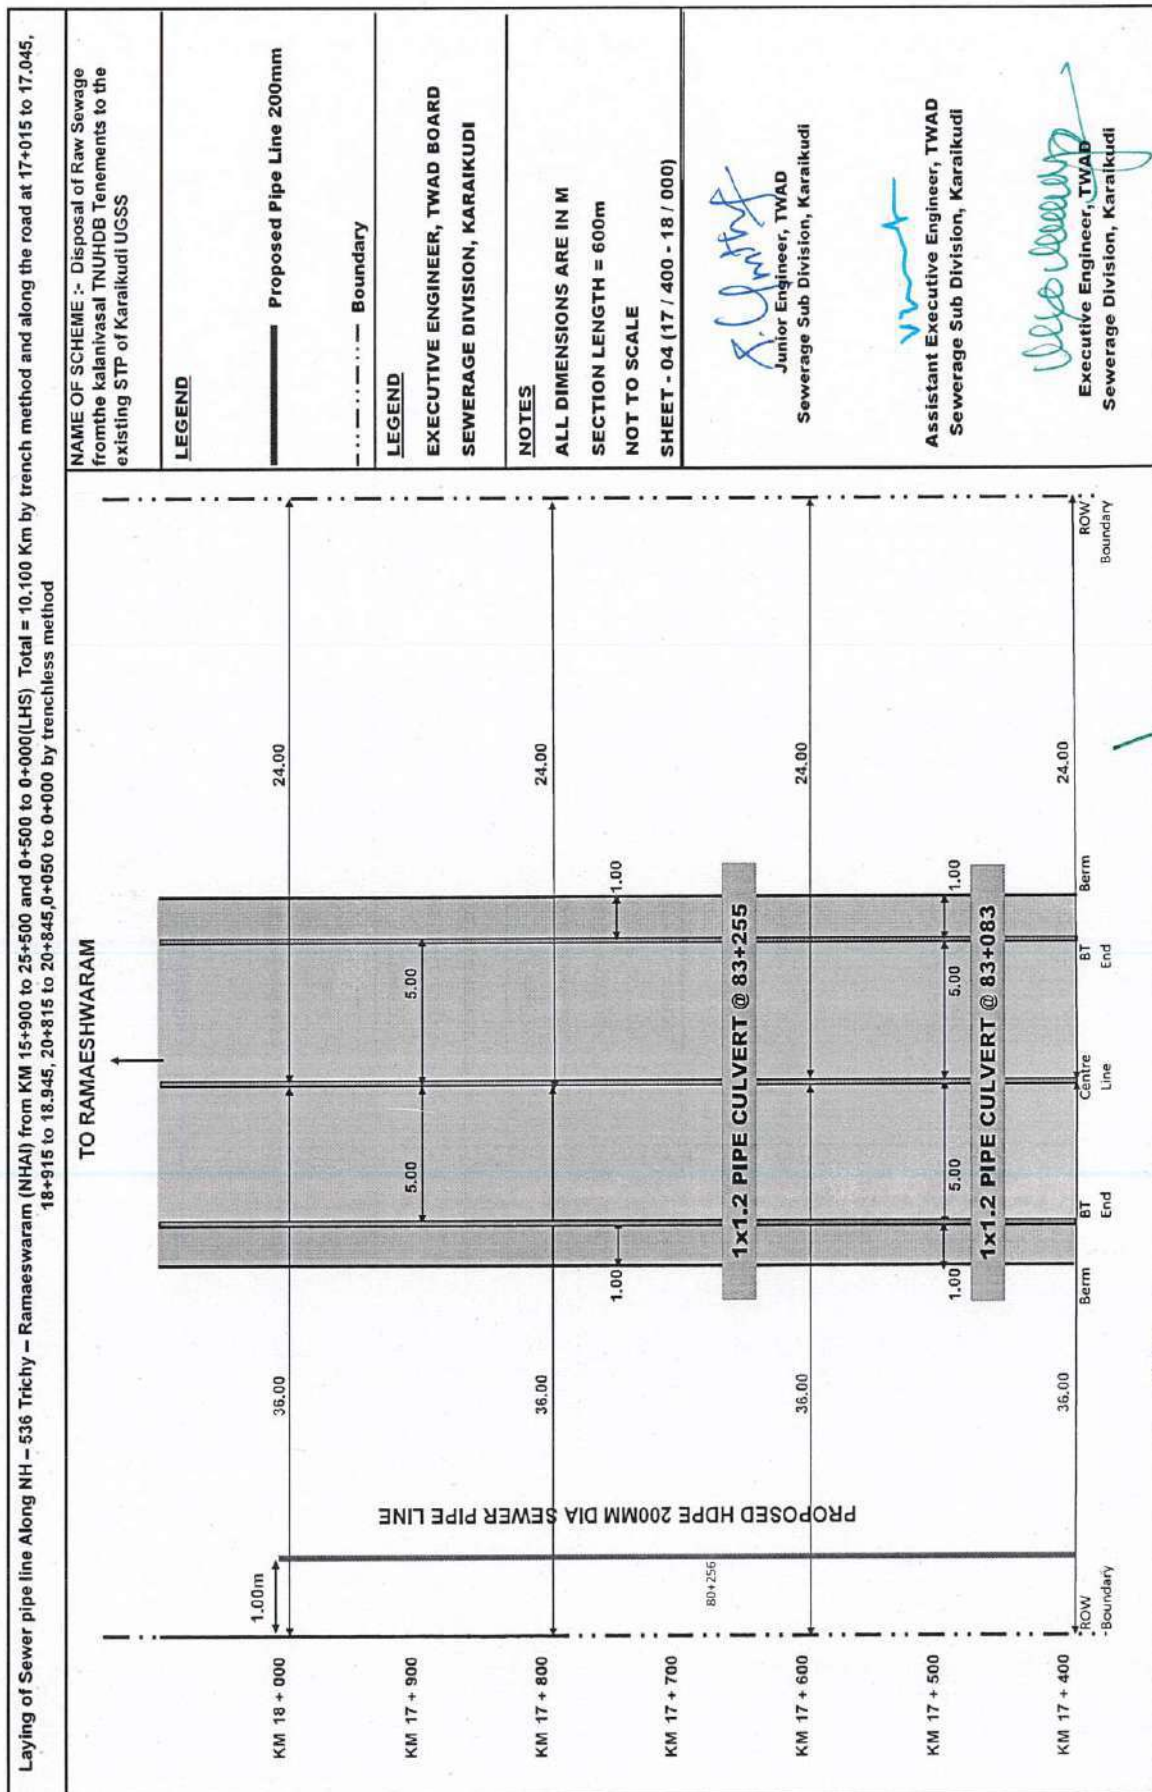 Laying of Sewer pipe line Along NH – 536 Trichy – Ramaeswaram (NHAI) from KM 15+900 to 25+500 and 0+500 to 0+000(LHS) Total = 10.100 Km by trench method and along the road at 17+015 to 17.045,
18+915 to 18.945, 20+815 to 20+845,0+050 to 0+000 by trenchless method
NAME OF SCHEME :- Disposal of Raw Sewage
fromthe kalanivasal TNUHDB Tenements to the
existing STP of Karaikudi UGSS
LEGEND
Proposed Pipe Line 200mm
Boundary
LEGEND
EXECUTIVE ENGINEER, TWAD BOARD
SEWERAGE DIVISION, KARAIKUDI
NOTES
ALL DIMENSIONS ARE IN M
SECTION LENGTH = 600m
NOT TO SCALE
SHEET - 04 (17 / 400 - 18 / 000)
Junior Engineer, TWAD
Sewerage Sub Division, Karaikudi
Assistant Executive Engineer, TWAD
Sewerage Sub Division, Karaikudi
Executive Engineer, TWAD
Sewerage Division, Karaikudi
TO RAMAESHWARAM
1.00m
KM 18 + 000
36.00
24.00
KM 17 + 900
5.00
5.00
KM 17 + 800
36.00
24.00
PROPOSED HDPE 200MM DIA SEWER PIPE LINE
1.00
1.00
KM 17 + 700
80+256
1x1.2 PIPE CULVERT @ 83+255
KM 17 + 600
36.00
24.00
KM 17 + 500
1.00
5.00
5.00
1.00
1x1.2 PIPE CULVERT @ 83+083
KM 17 + 400
36.00
24.00
ROW
Boundary
Berm
BT
End
Centre
Line
BT
End
Berm
ROW
Boundary